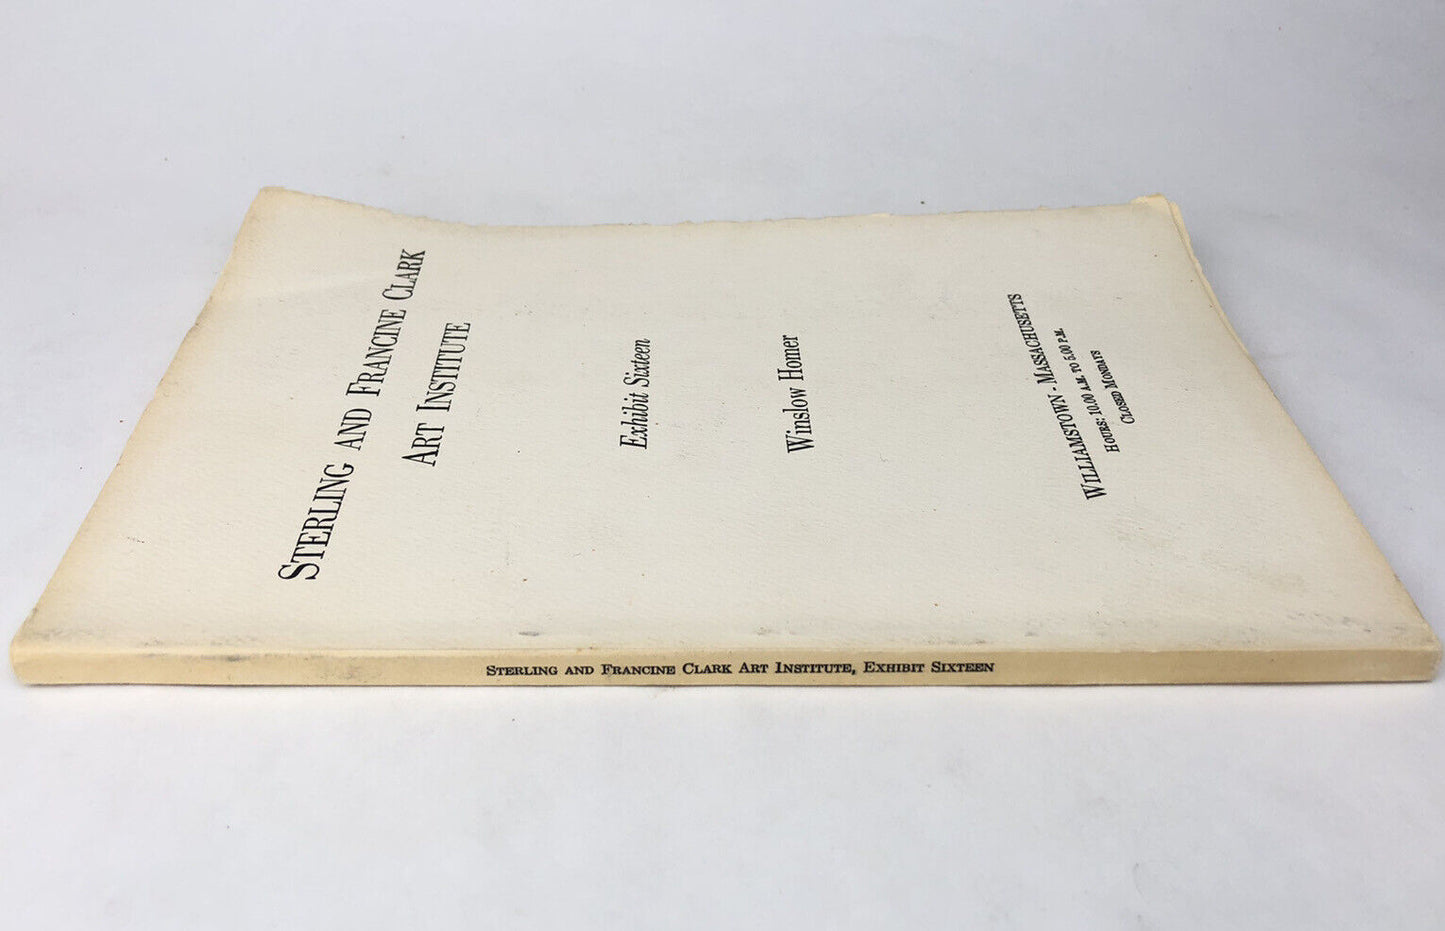 STERLING AND FRANCINE CLARK
ART INSTITUTE
Exhibit Sixteen
Winslow Homer
WILLIAMSTOWN - MASSACHUSETTS
HOURS: 10.00 A.M. TO 5.00 P.M.
CLOSED MONDAYS
STERLING AND FRANCINE CLARK ART INSTITUTE, EXHIBIT SIXTEEN